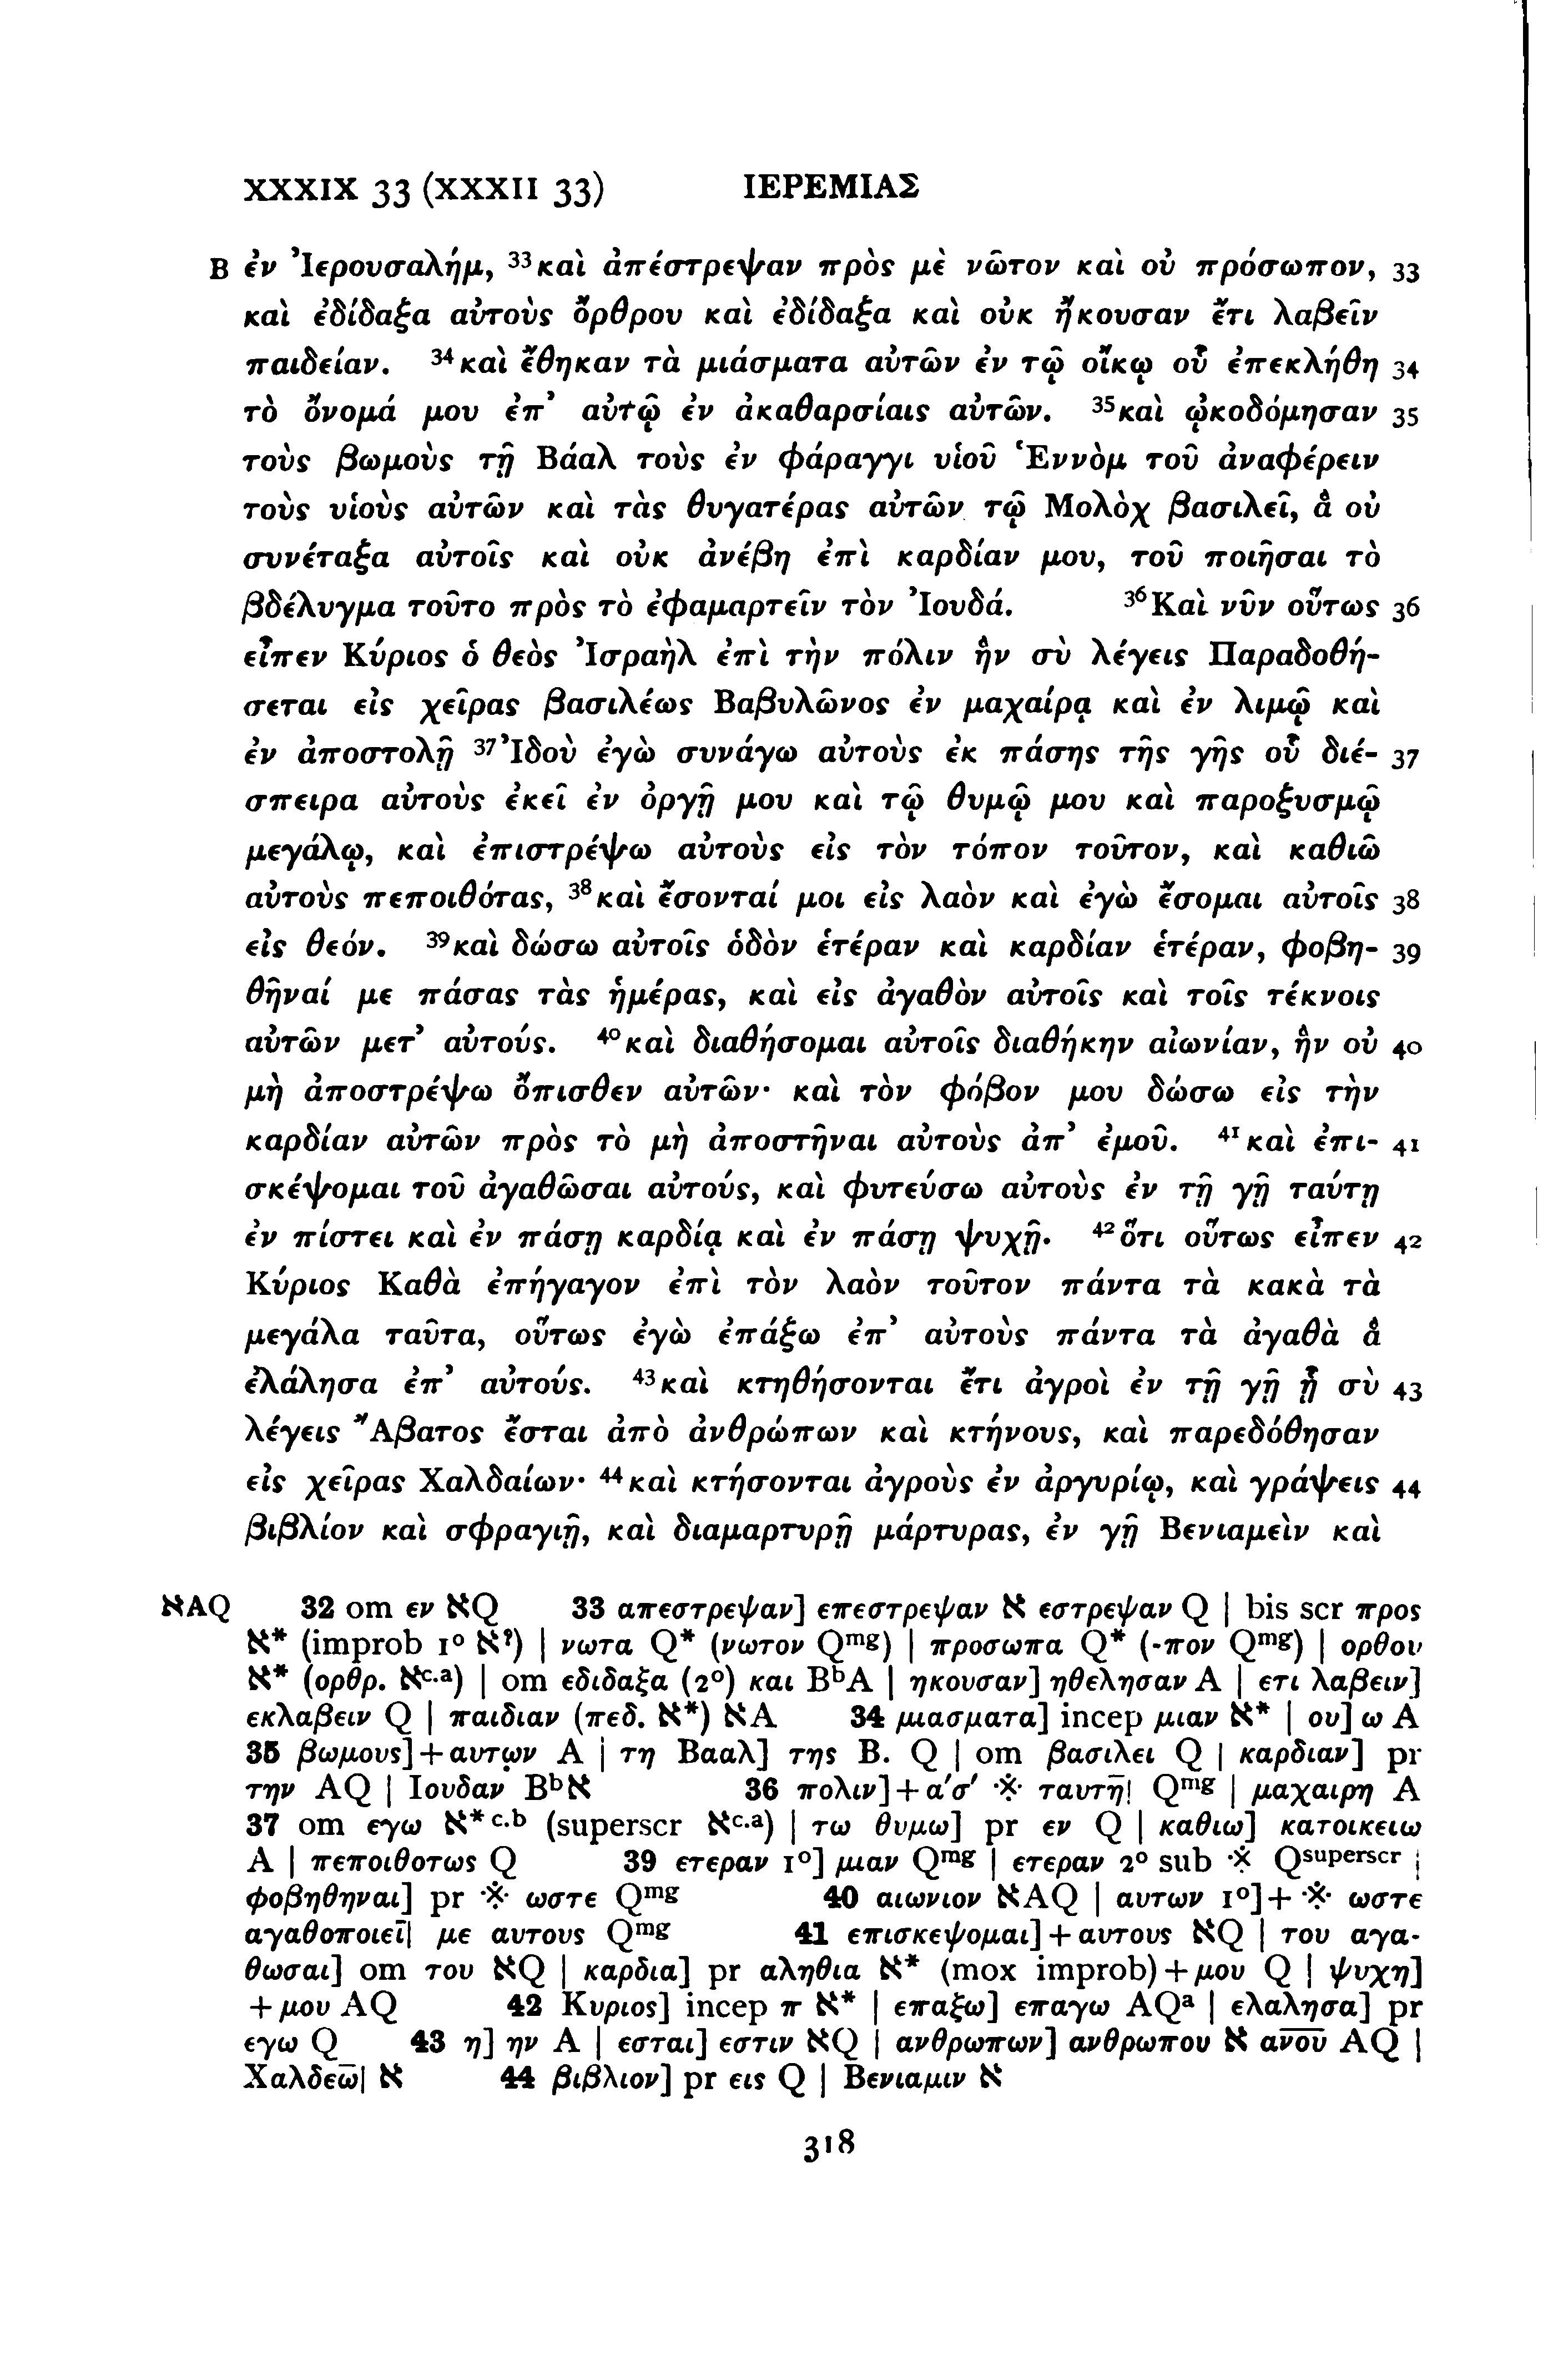 XXXIX 33 (XXXII 33) ΙΕΡΕΜΙΑΣ
B ἐν Ἰερουσαλήμ, ³³καὶ ἀπέστρεψαν πρὸς μὲ νῶτον καὶ οὐ πρόσωπον, 33
καὶ ἐδίδαξα αὐτοὺς ὄρθρου καὶ ἐδίδαξα καὶ οὐκ ἤκουσαν ἔτι λαβεῖν
παιδείαν. ³⁴καὶ ἔθηκαν τὰ μιάσματα αὐτῶν ἐν τῷ οἴκῳ οὗ ἐπεκλήθη 34
τὸ ὄνομά μου ἐπ’ αὐτῷ ἐν ἀκαθαρσίαις αὐτῶν. ³⁵καὶ ᾠκοδόμησαν 35
τοὺς βωμοὺς τῇ Βάαλ τοὺς ἐν φάραγγι υἱοῦ Ἑννὸμ τοῦ ἀναφέρειν
τοὺς υἱοὺς αὐτῶν καὶ τὰς θυγατέρας αὐτῶν τῷ Μολὸχ βασιλεῖ, ἃ οὐ
συνέταξα αὐτοῖς καὶ οὐκ ἀνέβη ἐπὶ καρδίαν μου, τοῦ ποιῆσαι τὸ
βδέλυγμα τοῦτο πρὸς τὸ ἐφαμαρτεῖν τὸν Ἰουδά. ³⁶Καὶ νῦν οὕτως 36
εἶπεν Κύριος ὁ θεὸς Ἰσραὴλ ἐπὶ τὴν πόλιν ἣν σὺ λέγεις Παραδοθή-
σεται εἰς χεῖρας βασιλέως Βαβυλῶνος ἐν μαχαίρᾳ καὶ ἐν λιμῷ καὶ
ἐν ἀποστολῇ ³⁷Ἰδοὺ ἐγὼ συνάγω αὐτοὺς ἐκ πάσης τῆς γῆς οὗ διέ- 37
σπειρα αὐτοὺς ἐκεῖ ἐν ὀργῇ μου καὶ τῷ θυμῷ μου καὶ παροξυσμῷ
μεγάλῳ, καὶ ἐπιστρέψω αὐτοὺς εἰς τὸν τόπον τοῦτον, καὶ καθιῶ
αὐτοὺς πεποιθότας, ³⁸καὶ ἔσονταί μοι εἰς λαὸν καὶ ἐγὼ ἔσομαι αὐτοῖς 38
εἰς θεόν. ³⁹καὶ δώσω αὐτοῖς ὁδὸν ἑτέραν καὶ καρδίαν ἑτέραν, φοβη- 39
θῆναί με πάσας τὰς ἡμέρας, καὶ εἰς ἀγαθὸν αὐτοῖς καὶ τοῖς τέκνοις
αὐτῶν μετ’ αὐτούς. ⁴⁰καὶ διαθήσομαι αὐτοῖς διαθήκην αἰωνίαν, ἣν οὐ 40
μὴ ἀποστρέψω ὄπισθεν αὐτῶν· καὶ τὸν φόβον μου δώσω εἰς τὴν
καρδίαν αὐτῶν πρὸς τὸ μὴ ἀποστῆναι αὐτοὺς ἀπ’ ἐμοῦ. ⁴¹καὶ ἐπι- 41
σκέψομαι τοῦ ἀγαθῶσαι αὐτούς, καὶ φυτεύσω αὐτοὺς ἐν τῇ γῇ ταύτῃ
ἐν πίστει καὶ ἐν πάσῃ καρδίᾳ καὶ ἐν πάσῃ ψυχῇ. ⁴²ὅτι οὕτως εἶπεν 42
Κύριος Καθὰ ἐπήγαγον ἐπὶ τὸν λαὸν τοῦτον πάντα τὰ κακὰ τὰ
μεγάλα ταῦτα, οὕτως ἐγὼ ἐπάξω ἐπ’ αὐτοὺς πάντα τὰ ἀγαθὰ ἃ
ἐλάλησα ἐπ’ αὐτούς. ⁴³καὶ κτηθήσονται ἔτι ἀγροὶ ἐν τῇ γῇ ᾗ σὺ 43
λέγεις Ἄβατος ἔσται ἀπὸ ἀνθρώπων καὶ κτήνους, καὶ παρεδόθησαν
εἰς χεῖρας Χαλδαίων· ⁴⁴καὶ κτήσονται ἀγροὺς ἐν ἀργυρίῳ, καὶ γράψεις 44
βιβλίον καὶ σφραγιῇ, καὶ διαμαρτυρῇ μάρτυρας, ἐν γῇ Βενιαμεὶν καὶ
ℵAQ 32 om εν ℵQ 33 απεστρεψαν] επεστρεψαν ℵ εστρεψαν Q | bis scr προς
ℵ* (improb 1° ℵ?) | νωτα Q* (νωτον Qmg) | προσωπα Q* (-πον Qmg) | ορθου
ℵ* (ορθρ. ℵc.a) | om εδιδαξα (2°) και BbA | ηκουσαν] ηθελησαν A | ετι λαβειν]
εκλαβειν Q | παιδιαν (πεδ. ℵ*) ℵA 34 μιασματα] incep μιαν ℵ* | ου] ω A
35 βωμους]+αυτων A | τη Βααλ] της Β. Q | om βασιλει Q | καρδιαν] pr
την AQ | Ιουδαν Bbℵ 36 πολιν]+α′σ′ ※ ταυτη̄| Qmg | μαχαιρη A
37 om εγω ℵ* c.b (superscr ℵc.a) | τω θυμω] pr εν Q | καθιω] κατοικειω
A | πεποιθοτως Q 39 ετεραν 1°] μιαν Qmg | ετεραν 2° sub ※ Qsuperscr |
φοβηθηναι] pr ※ ωστε Qmg 40 αιωνιον ℵAQ | αυτων 1°]+ ※ ωστε
αγαθοποιεῑ| με αυτους Qmg 41 επισκεψομαι]+αυτους ℵQ | του αγα-
θωσαι] om του ℵQ | καρδια] pr αληθια ℵ* (mox improb)+μου Q | ψυχη]
+μου AQ 42 Κυριος] incep π ℵ* | επαξω] επαγω AQa | ελαλησα] pr
εγω Q 43 η] ην A | εσται] εστιν ℵQ | ανθρωπων] ανθρωπου ℵ αν̅ο̅υ̅ AQ |
Χαλδεω̄| ℵ 44 βιβλιον] pr εις Q | Βενιαμιν ℵ
318